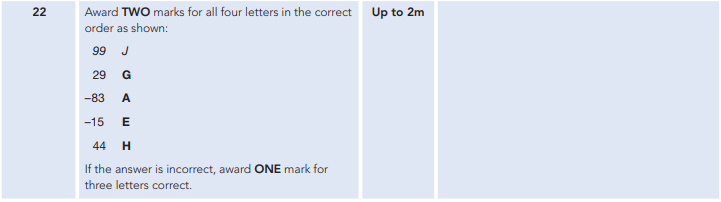 22 Award TWO marks for all four letters in the correct Up to 2m
order as shown:
99 J
29 G
–83 A
–15 E
44 H
If the answer is incorrect, award ONE mark for
three letters correct.